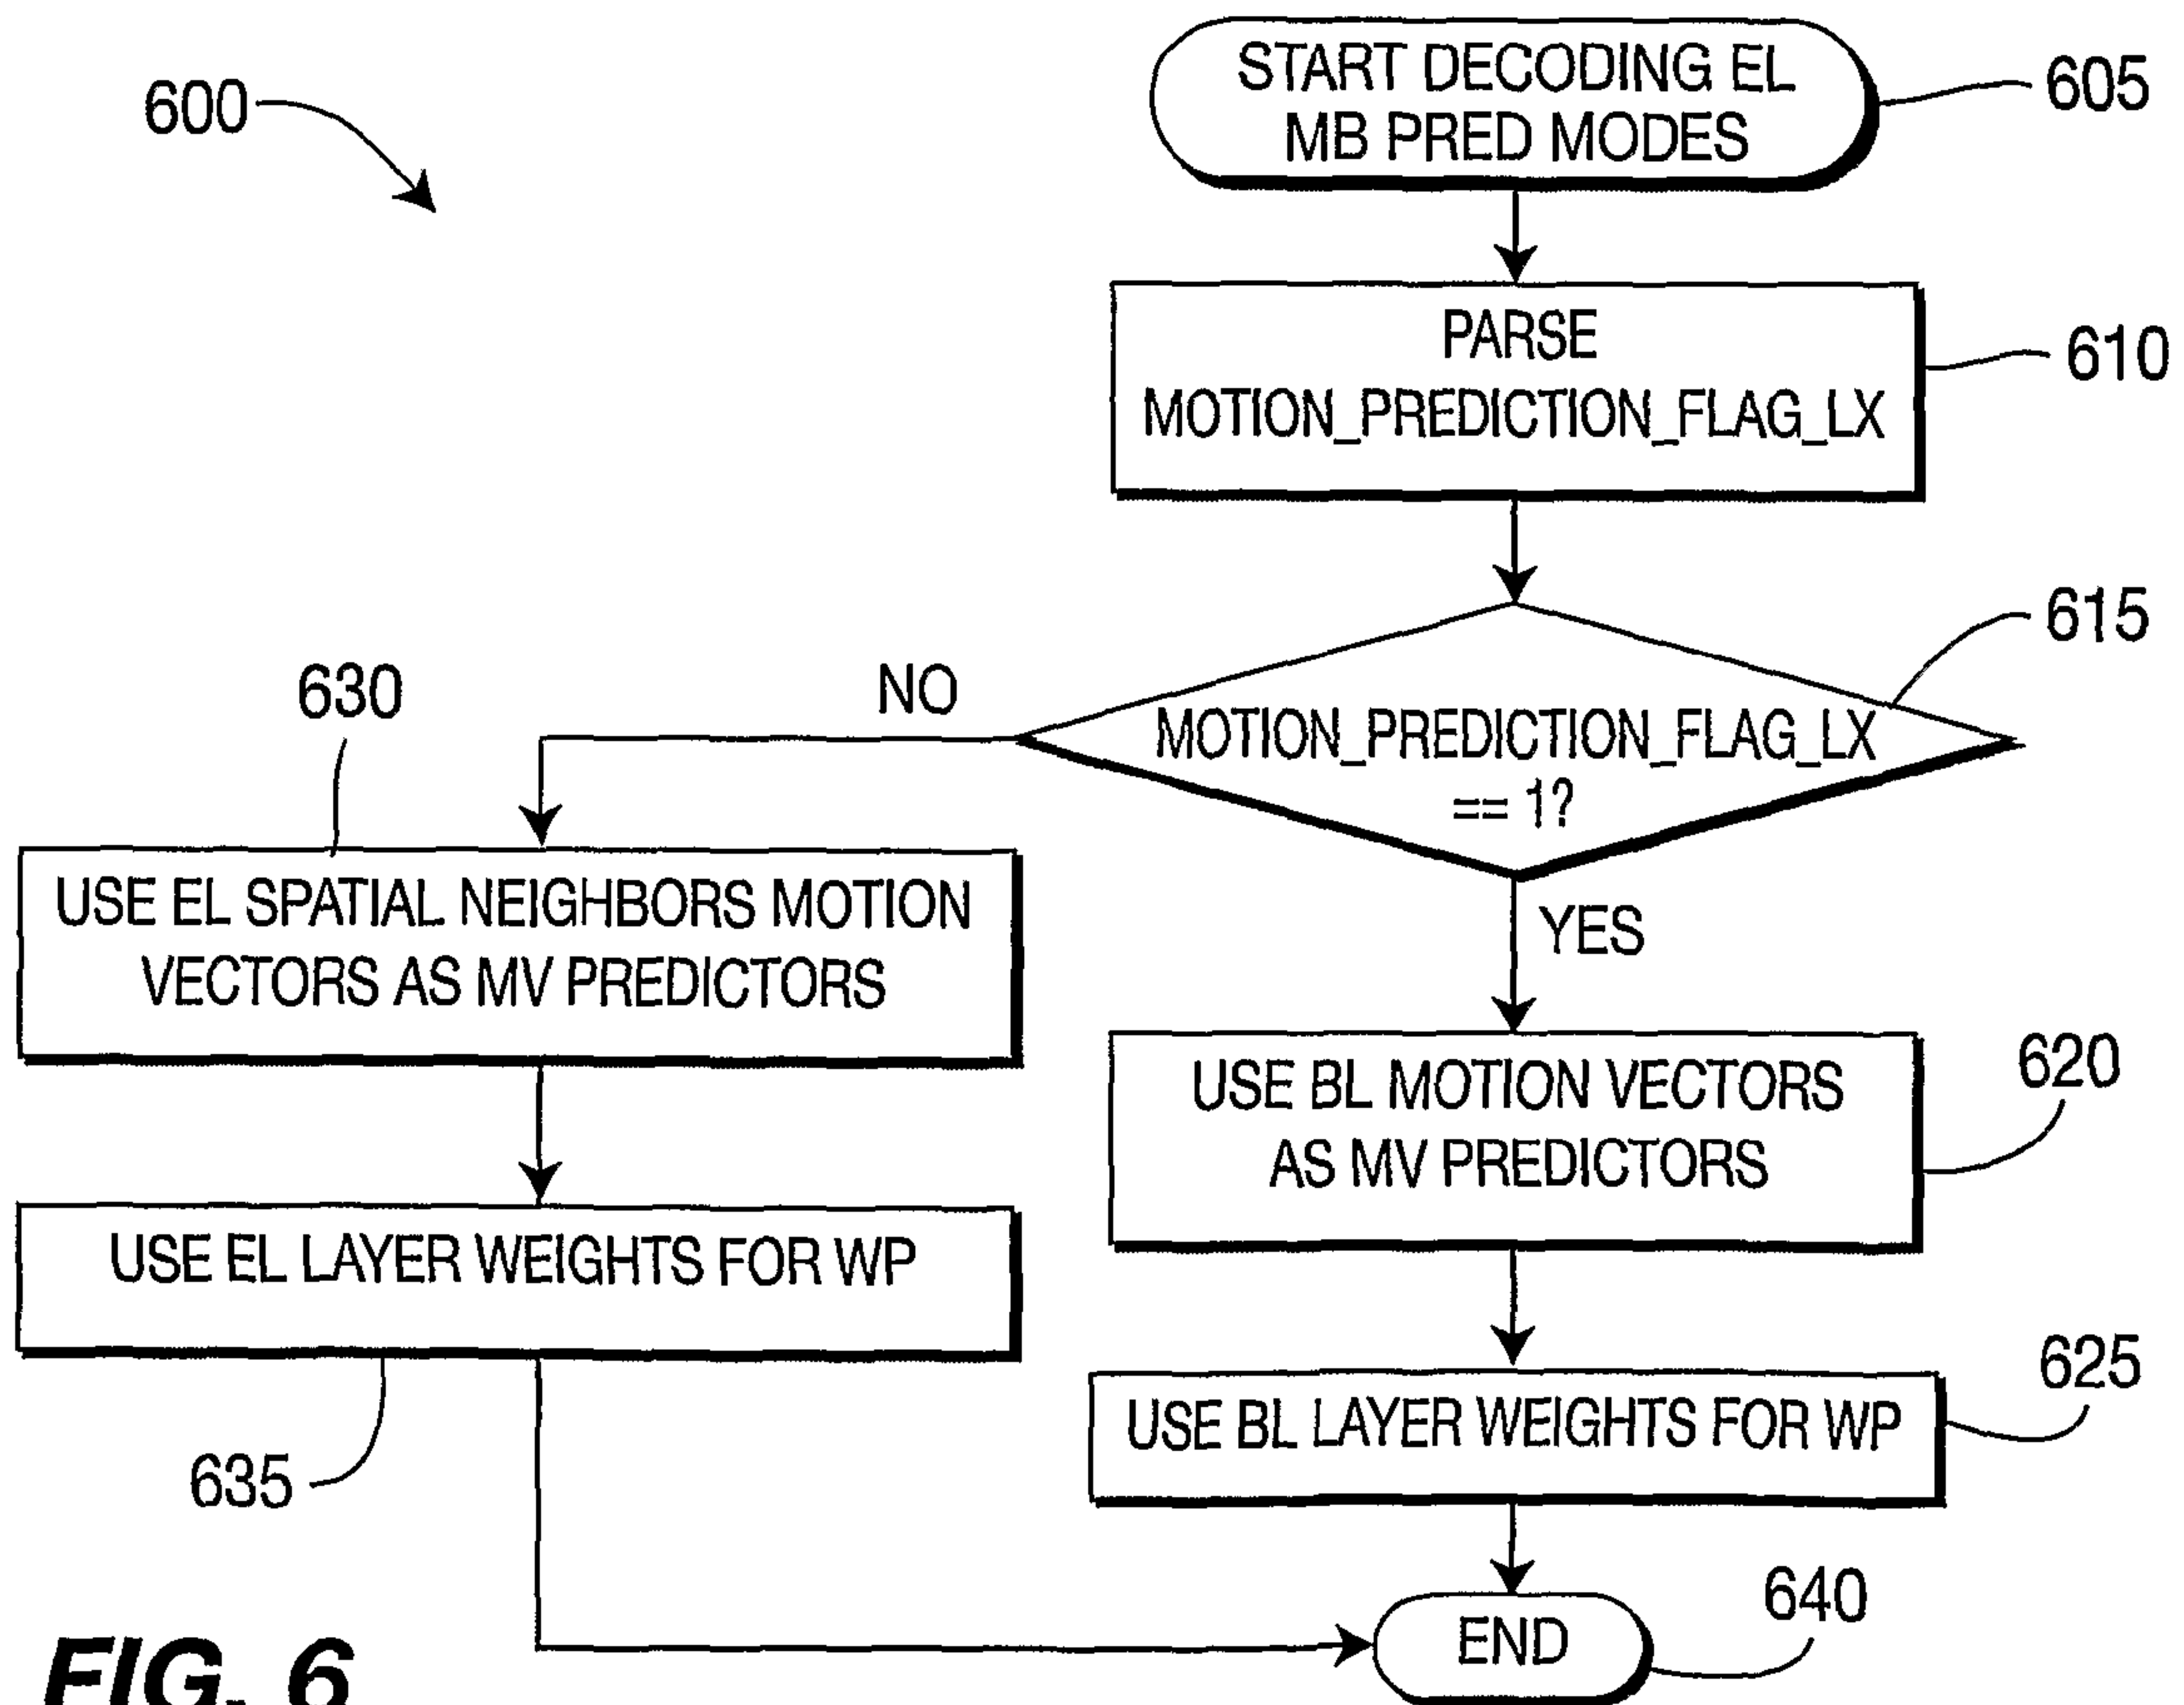 600
START DECODING EL
MB PRED MODES
605
PARSE
MOTION_PREDICTION_FLAG_LX
610
615
MOTION_PREDICTION_FLAG_LX
== 1?
NO
YES
630
USE EL SPATIAL NEIGHBORS MOTION
VECTORS AS MV PREDICTORS
USE BL MOTION VECTORS
AS MV PREDICTORS
620
USE EL LAYER WEIGHTS FOR WP
635
USE BL LAYER WEIGHTS FOR WP
625
END
640
FIG. 6